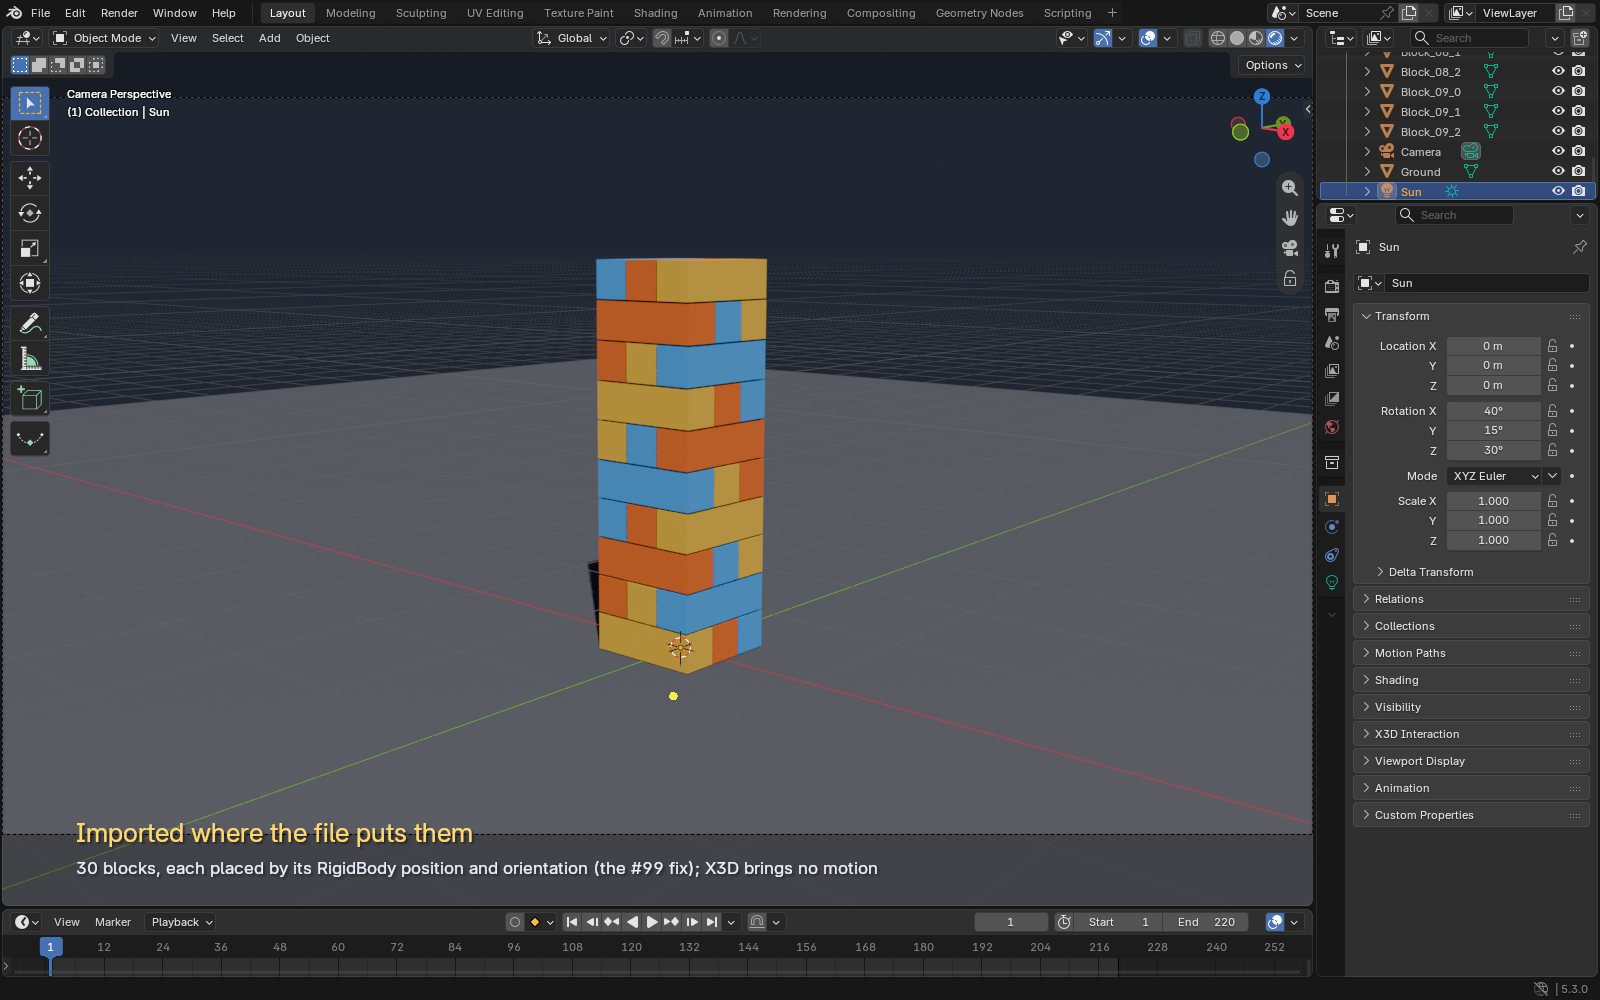 File Edit Render Window Help Layout Modeling Sculpting UV Editing Texture Paint Shading Animation Rendering Compositing Geometry Nodes Scripting Scene ViewLayer
Object Mode View Select Add Object Global Search
Options
Camera Perspective
(1) Collection | Sun
Z
Y
X
Block_08_2
Block_09_0
Block_09_1
Block_09_2
Camera
Ground
Sun
Search
Sun
Sun
Transform
Location X 0 m
Y 0 m
Z 0 m
Rotation X 40°
Y 15°
Z 30°
Mode XYZ Euler
Scale X 1.000
Y 1.000
Z 1.000
Delta Transform
Relations
Collections
Motion Paths
Shading
Visibility
X3D Interaction
Viewport Display
Animation
Custom Properties
Imported where the file puts them
30 blocks, each placed by its RigidBody position and orientation (the #99 fix); X3D brings no motion
View Marker Playback 1 Start 1 End 220
1 12 24 36 48 60 72 84 96 108 120 132 144 156 168 180 192 204 216 228 240 252
5.3.0